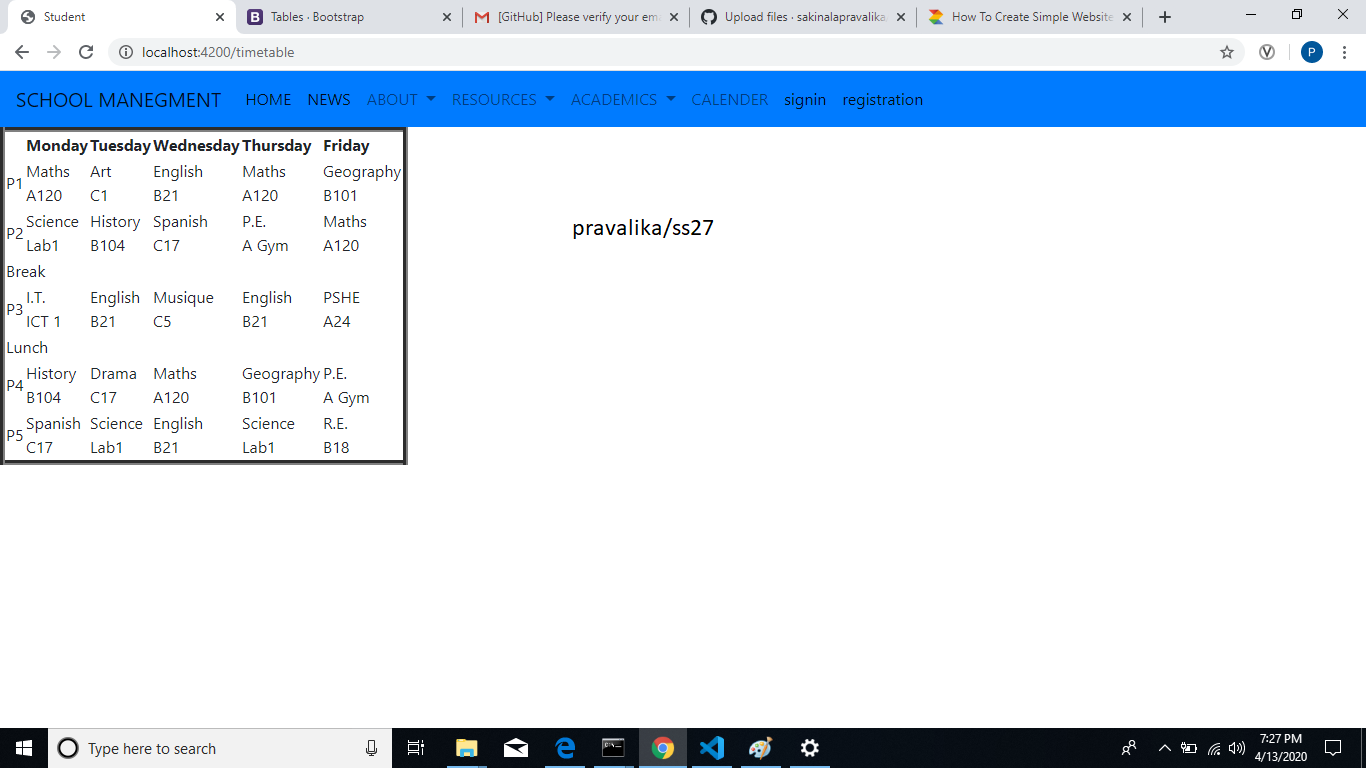 Student
Tables · Bootstrap
[GitHub] Please verify your ema
Upload files · sakinalapravalika
How To Create Simple Website
localhost:4200/timetable
P
SCHOOL MANEGMENT HOME NEWS ABOUT RESOURCES ACADEMICS CALENDER signin registration
Monday Tuesday Wednesday Thursday Friday
P1
Maths Art English Maths Geography
A120 C1 B21 A120 B101
P2
Science History Spanish P.E. Maths
Lab1 B104 C17 A Gym A120
Break
P3
I.T. English Musique English PSHE
ICT 1 B21 C5 B21 A24
Lunch
P4
History Drama Maths Geography P.E.
B104 C17 A120 B101 A Gym
P5
Spanish Science English Science R.E.
C17 Lab1 B21 Lab1 B18
pravalika/ss27
Type here to search
7:27 PM
4/13/2020